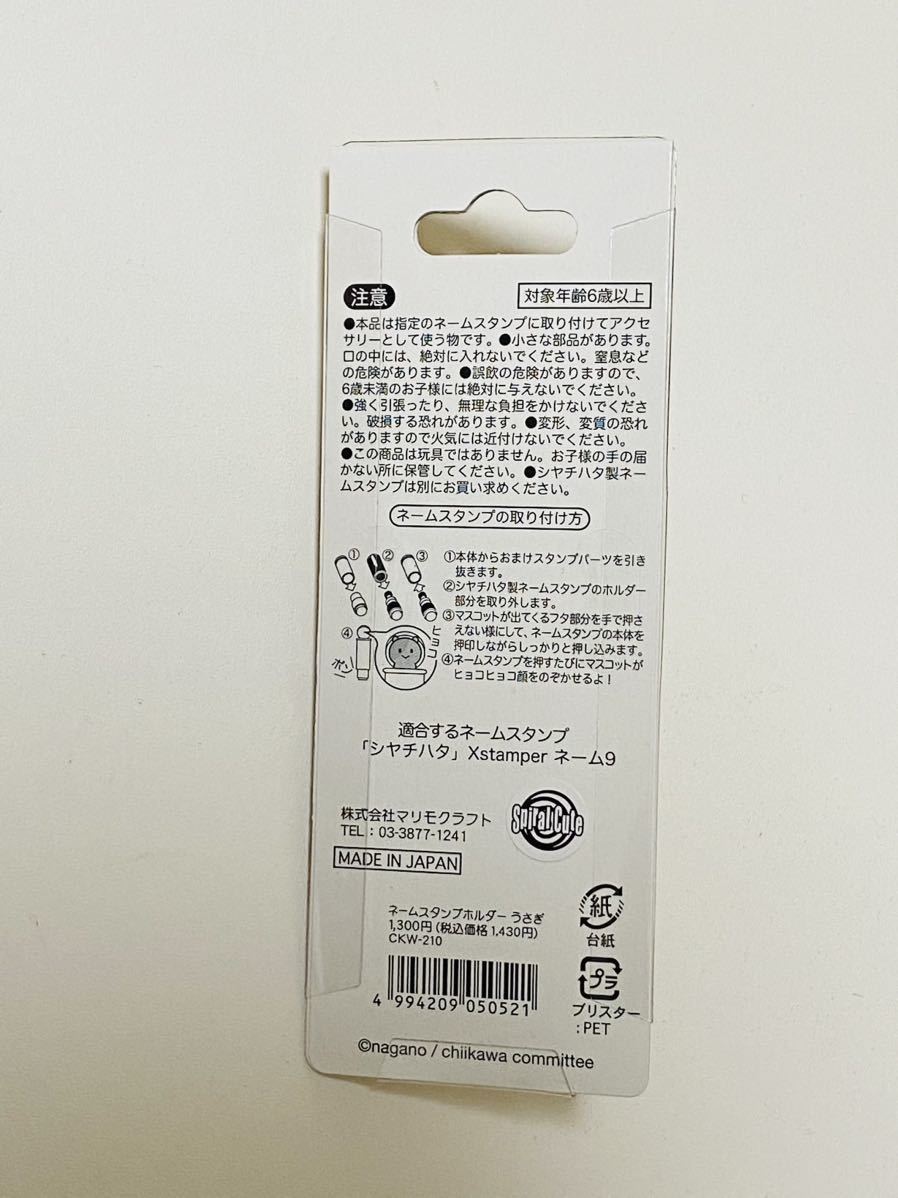 注意
対象年齢6歳以上
●本品は指定のネームスタンプに取り付けてアクセ
サリーとして使う物です。●小さな部品があります。
口の中には、絶対に入れないでください。窒息など
の危険があります。●誤飲の危険がありますので、
6歳未満のお子様には絶対に与えないでください。
●強く引張ったり、無理な負担をかけないでくださ
い。破損する恐れがあります。●変形、変質の恐れ
がありますので火気には近付けないでください。
●この商品は玩具ではありません。お子様の手の届
かない所に保管してください。●シヤチハタ製ネー
ムスタンプは別にお買い求めください。
ネームスタンプの取り付け方
① ② ③
④
ヒョコ
ポン
①本体からおまけスタンプパーツを引き
抜きます。
②シヤチハタ製ネームスタンプのホルダー
部分を取り外します。
③マスコットが出てくるフタ部分を手で押さ
えない様にして、ネームスタンプの本体を
押印しながらしっかりと押し込みます。
④ネームスタンプを押すたびにマスコットが
ヒョコヒョコ顔をのぞかせるよ!
適合するネームスタンプ
「シヤチハタ」Xstamper ネーム9
株式会社マリモクラフト
TEL:03-3877-1241
Spiral Cute
MADE IN JAPAN
ネームスタンプホルダー うさぎ
1,300円(税込価格 1,430円)
CKW-210
4 994209 050521
紙
台紙
プラ
ブリスター
:PET
©nagano / chiikawa committee